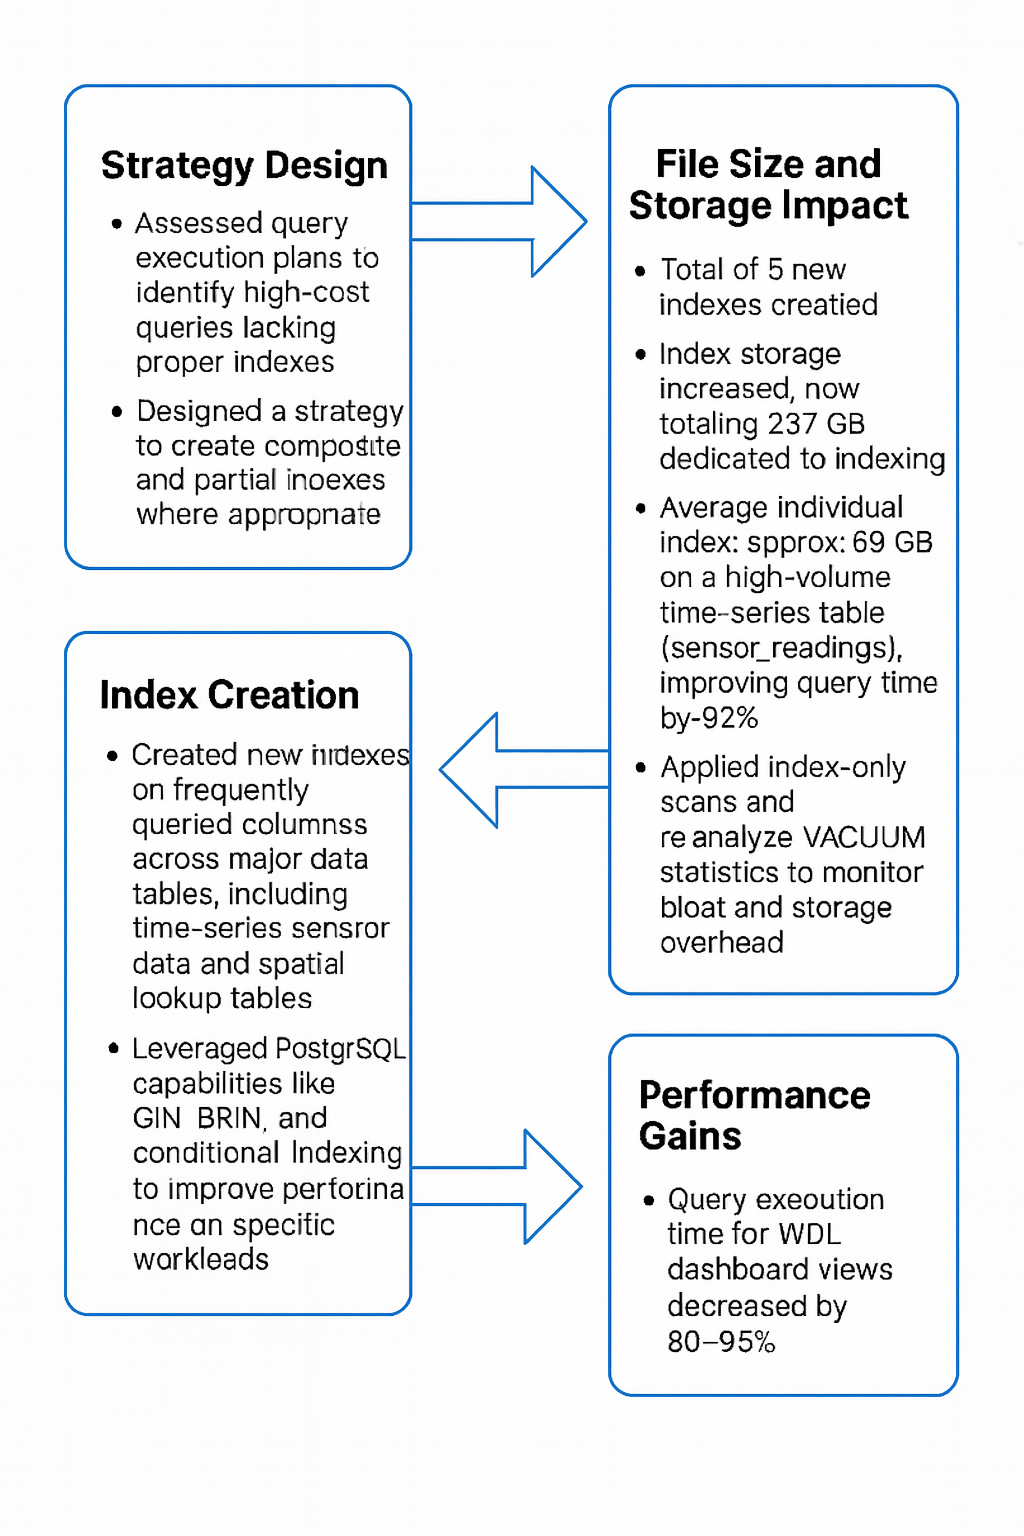 Strategy Design
• Assessed query
execution plans to
identify high-cost
queries lacking
proper indexes
• Designed a strategy
to create composite
and partial inoexes
where appropnate
File Size and
Storage Impact
• Total of 5 new
indexes creatied
• Index storage
increased, now
totaling 237 GB
dedicated to indexing
• Average individual
index: spprox: 69 GB
on a high-volume
time-series table
(sensor_readings),
improving query time
by-92%
• Applied index-only
scans and
re analyze VACUUM
statistics to monitor
bloat and storage
overhead
Index Creation
• Created new indexes
on frequently
queried columnss
across major data
tables, including
time-series sensror
data and spatial
lookup tables
• Leveraged PostgrSQL
capabilities like
GIN BRIN, and
conditional Indexing
to improve perforina
nce on specific
workleads
Performance
Gains
• Query exeoution
time for WDL
dashboard views
decreased by
80–95%